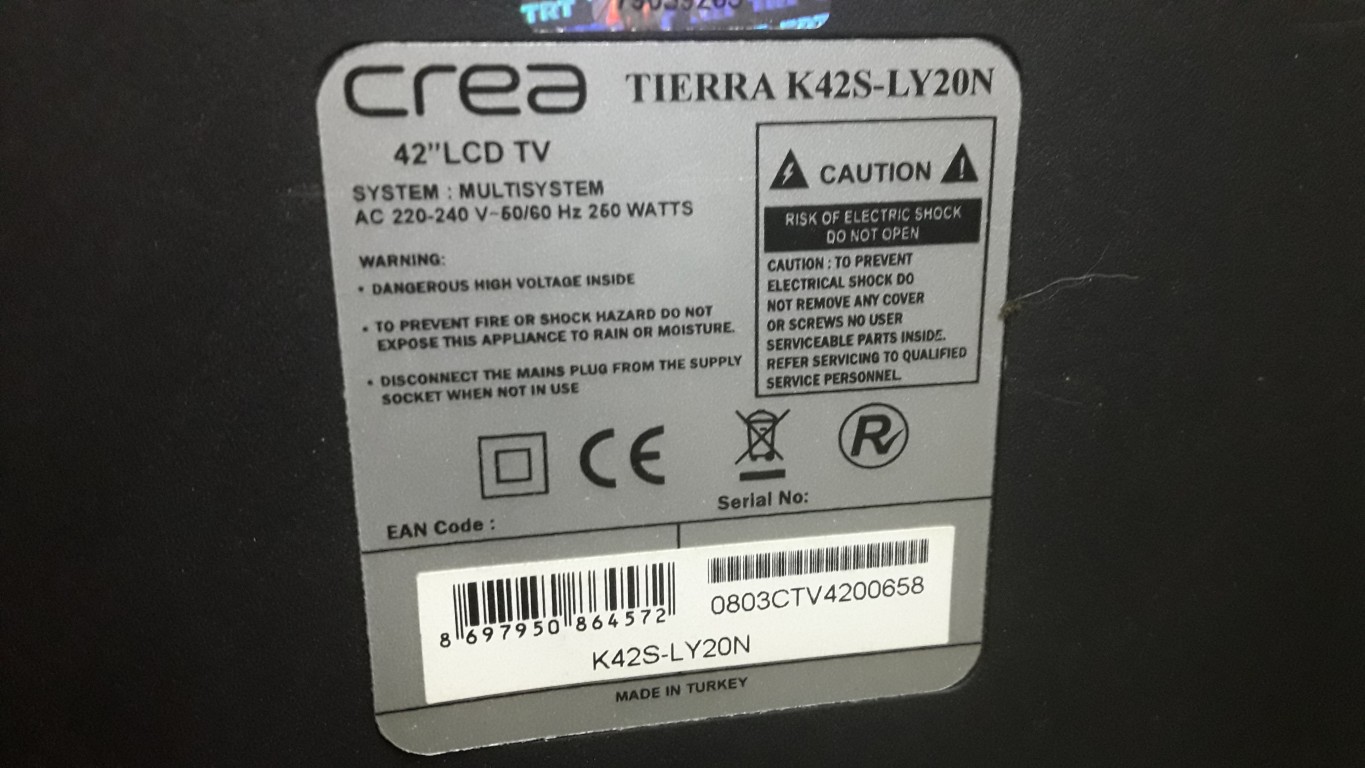 TRT
crea TIERRA K42S-LY20N
42"LCD TV
SYSTEM : MULTISYSTEM
AC 220-240 V~50/60 Hz 250 WATTS
WARNING:
• DANGEROUS HIGH VOLTAGE INSIDE
• TO PREVENT FIRE OR SHOCK HAZARD DO NOT
EXPOSE THIS APPLIANCE TO RAIN OR MOISTURE.
• DISCONNECT THE MAINS PLUG FROM THE SUPPLY
SOCKET WHEN NOT IN USE
CAUTION
RISK OF ELECTRIC SHOCK
DO NOT OPEN
CAUTION : TO PREVENT
ELECTRICAL SHOCK DO
NOT REMOVE ANY COVER
OR SCREWS NO USER
SERVICEABLE PARTS INSIDE.
REFER SERVICING TO QUALIFIED
SERVICE PERSONNEL.
CE
R
EAN Code :
Serial No:
8 697950 864572
0803CTV4200658
K42S-LY20N
MADE IN TURKEY